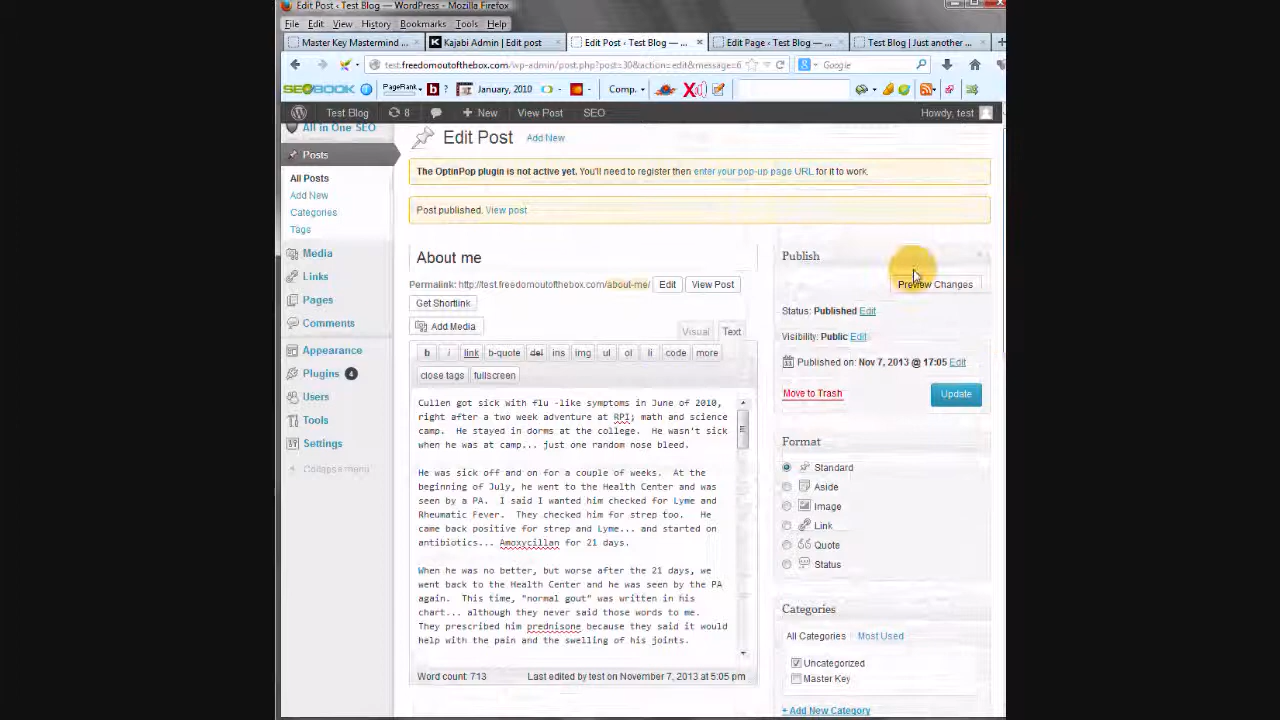 Edit Post ‹ Test Blog — WordPress - Mozilla Firefox
File Edit View History Bookmarks Tools Help
Master Key Mastermind ...
Kajabi Admin | Edit post
Edit Post ‹ Test Blog — ...
Edit Page ‹ Test Blog — ...
Test Blog | Just another ...
test.freedomoutofthebox.com/wp-admin/post.php?post=30&action=edit&message=6
Google
SEOBOOK
PageRank
b ?
January, 2010
Comp.
Test Blog
8
+ New
View Post
SEO
Howdy, test
All in One SEO
Edit Post
Add New
Posts
The OptinPop plugin is not active yet. You'll need to register then enter your pop-up page URL for it to work.
All Posts
Add New
Categories
Tags
Post published. View post
Media
Links
Pages
Comments
Appearance
Plugins 4
Users
Tools
Settings
Collapse menu
About me
Permalink: http://test.freedomoutofthebox.com/about-me/ Edit View Post
Get Shortlink
Add Media
Visual Text
b i link b-quote del ins img ul ol li code more
close tags fullscreen
Cullen got sick with flu -like symptoms in June of 2010,
right after a two week adventure at RPI; math and science
camp. He stayed in dorms at the college. He wasn't sick
when he was at camp... just one random nose bleed.
He was sick off and on for a couple of weeks. At the
beginning of July, he went to the Health Center and was
seen by a PA. I said I wanted him checked for Lyme and
Rheumatic Fever. They checked him for strep too. He
came back positive for strep and Lyme... and started on
antibiotics... Amoxycillan for 21 days.
When he was no better, but worse after the 21 days, we
went back to the Health Center and he was seen by the PA
again. This time, "normal gout" was written in his
chart... although they never said those words to me.
They prescribed him prednisone because they said it would
help with the pain and the swelling of his joints.
Word count: 713
Last edited by test on November 7, 2013 at 5:05 pm
Publish
Preview Changes
Status: Published Edit
Visibility: Public Edit
Published on: Nov 7, 2013 @ 17:05 Edit
Move to Trash
Update
Format
Standard
Aside
Image
Link
Quote
Status
Categories
All Categories Most Used
Uncategorized
Master Key
+ Add New Category